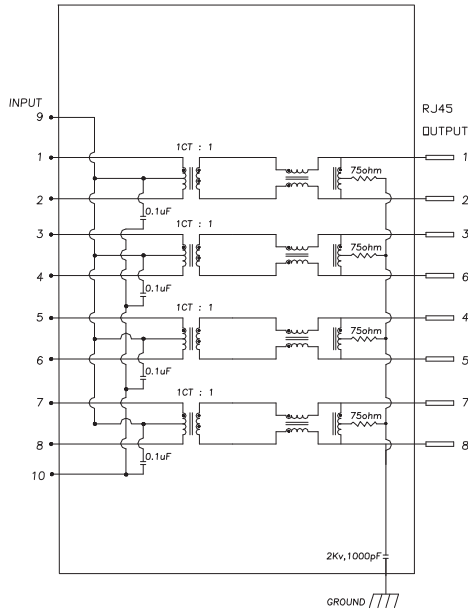 INPUT
RJ45
OUTPUT
9
1CT : 1
1
1
75ohm
2
2
0.1uF
1CT : 1
3
3
75ohm
4
6
0.1uF
1CT : 1
5
4
75ohm
6
5
0.1uF
1CT : 1
7
7
75ohm
8
8
0.1uF
10
2Kv,1000pF
GROUND